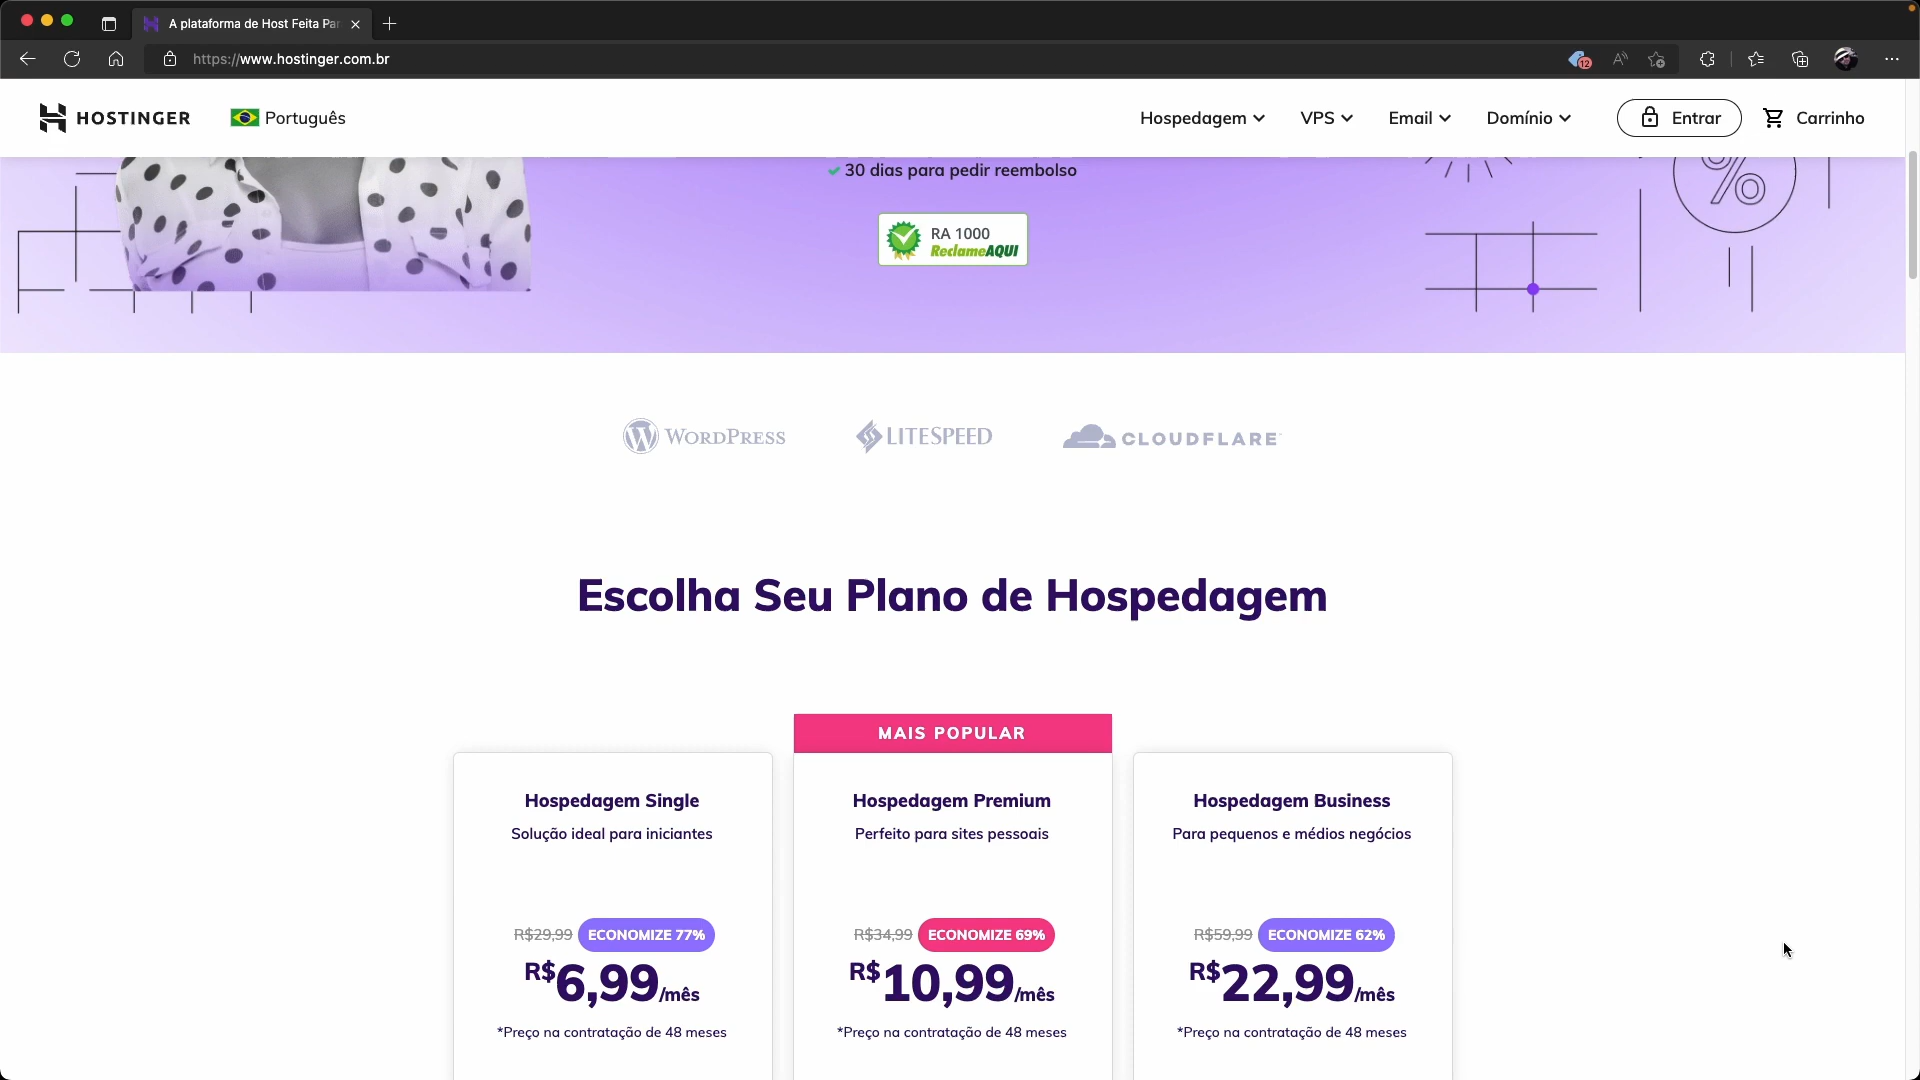 A plataforma de Host Feita Par
https://www.hostinger.com.br
12
HOSTINGER
Português
Hospedagem
VPS
Email
Domínio
Entrar
Carrinho
30 dias para pedir reembolso
%
RA 1000
ReclameAQUI
WORDPRESS
LITESPEED
CLOUDFLARE
Escolha Seu Plano de Hospedagem
MAIS POPULAR
Hospedagem Single
Solução ideal para iniciantes
R$29,99 ECONOMIZE 77%
R$6,99/mês
*Preço na contratação de 48 meses
Hospedagem Premium
Perfeito para sites pessoais
R$34,99 ECONOMIZE 69%
R$10,99/mês
*Preço na contratação de 48 meses
Hospedagem Business
Para pequenos e médios negócios
R$59,99 ECONOMIZE 62%
R$22,99/mês
*Preço na contratação de 48 meses